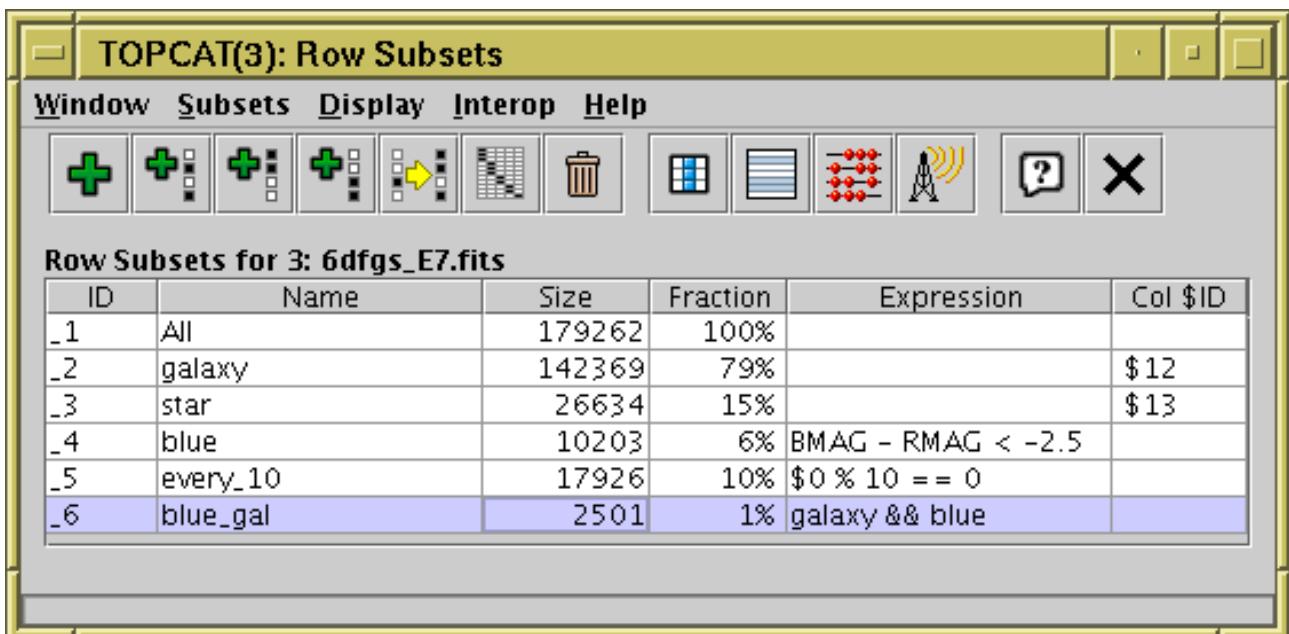 TOPCAT(3): Row Subsets
Window Subsets Display Interop Help
Row Subsets for 3: 6dfgs_E7.fits
ID Name Size Fraction Expression Col $ID
_1 All 179262 100%
_2 galaxy 142369 79% $12
_3 star 26634 15% $13
_4 blue 10203 6% BMAG - RMAG < -2.5
_5 every_10 17926 10% $0 % 10 == 0
_6 blue_gal 2501 1% galaxy && blue